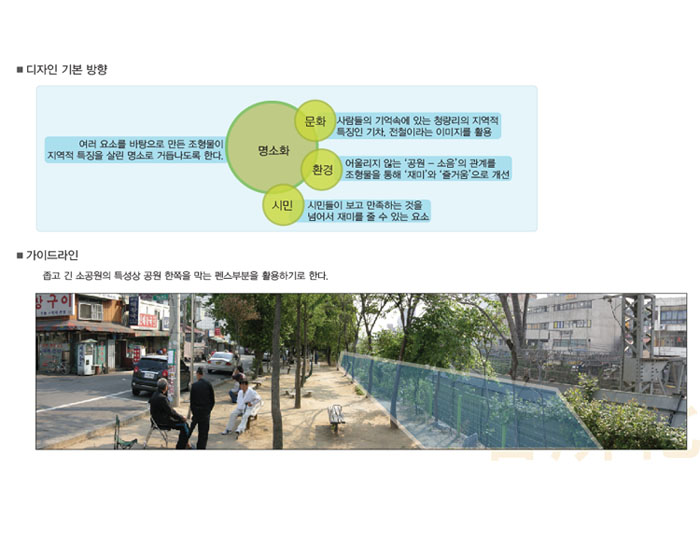 ■ 디자인 기본 방향
문화
사람들의 기억속에 있는 청량리의 지역적
특징인 기차, 전철이라는 이미지를 활용
여러 요소를 바탕으로 만든 조형물이
지역적 특징을 살린 명소로 거듭나도록 한다.
명소화
환경
어울리지 않는 '공원 – 소음'의 관계를
조형물을 통해 '재미'와 '즐거움'으로 개선
시민
시민들이 보고 만족하는 것을
넘어서 재미를 줄 수 있는 요소
■ 가이드라인
좁고 긴 소공원의 특성상 공원 한쪽을 막는 펜스부분을 활용하기로 한다.
항구이